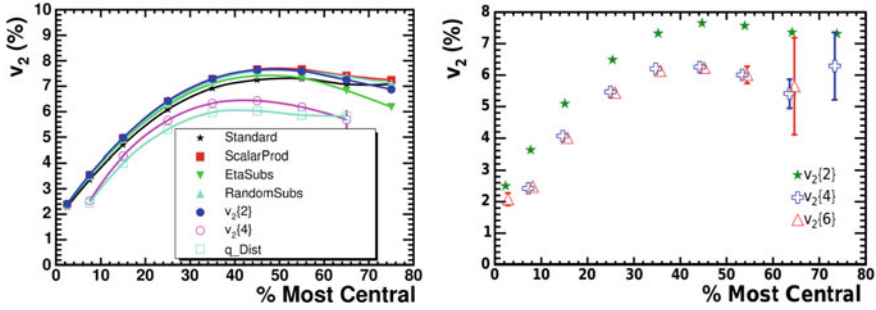 v2 (%)
10
9
8
7
6
5
4
3
2
1
0
0 10 20 30 40 50 60 70 80
% Most Central
Standard
ScalarProd
EtaSubs
RandomSubs
v2{2}
v2{4}
q_Dist
v2 (%)
8
7
6
5
4
3
2
1
0
0 10 20 30 40 50 60 70 80
% Most Central
v2{2}
v2{4}
v2{6}